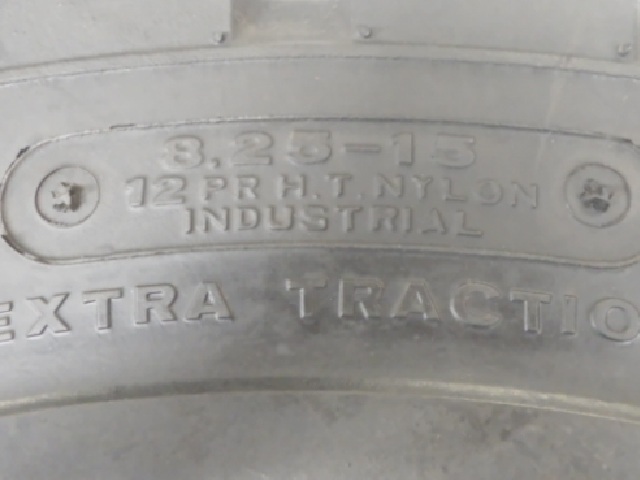 8.25-15
12 PR H.T. NYLON
INDUSTRIAL
EXTRA TRACTIO